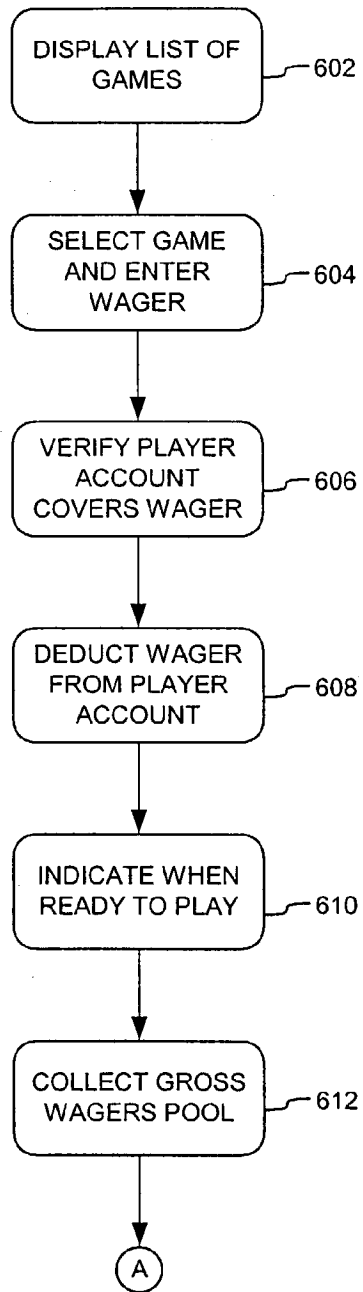 DISPLAY LIST OF
GAMES
602
SELECT GAME
AND ENTER
WAGER
604
VERIFY PLAYER
ACCOUNT
COVERS WAGER
606
DEDUCT WAGER
FROM PLAYER
ACCOUNT
608
INDICATE WHEN
READY TO PLAY
610
COLLECT GROSS
WAGERS POOL
612
A